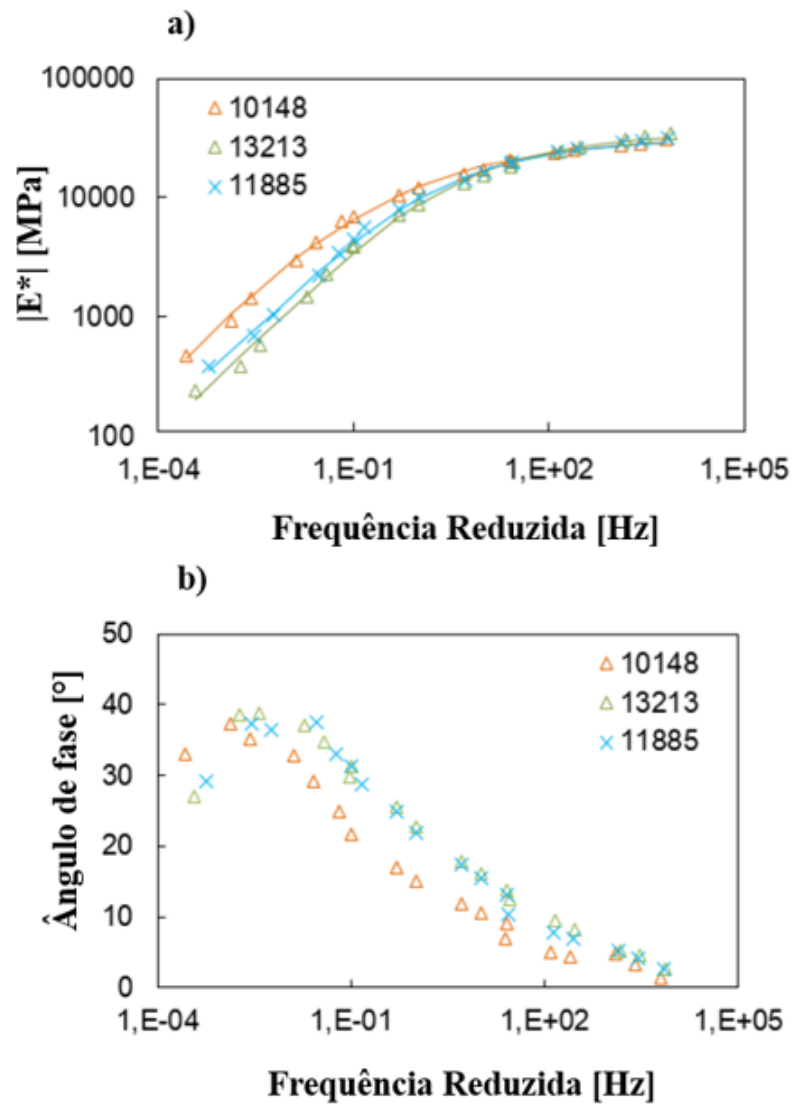 a)
100000
10148
13213
11885
10000
1000
100
|E*| [MPa]
1,E-04 1,E-01 1,E+02 1,E+05
Frequência Reduzida [Hz]
b)
50
10148
13213
11885
40
30
20
10
0
Ângulo de fase [°]
1,E-04 1,E-01 1,E+02 1,E+05
Frequência Reduzida [Hz]